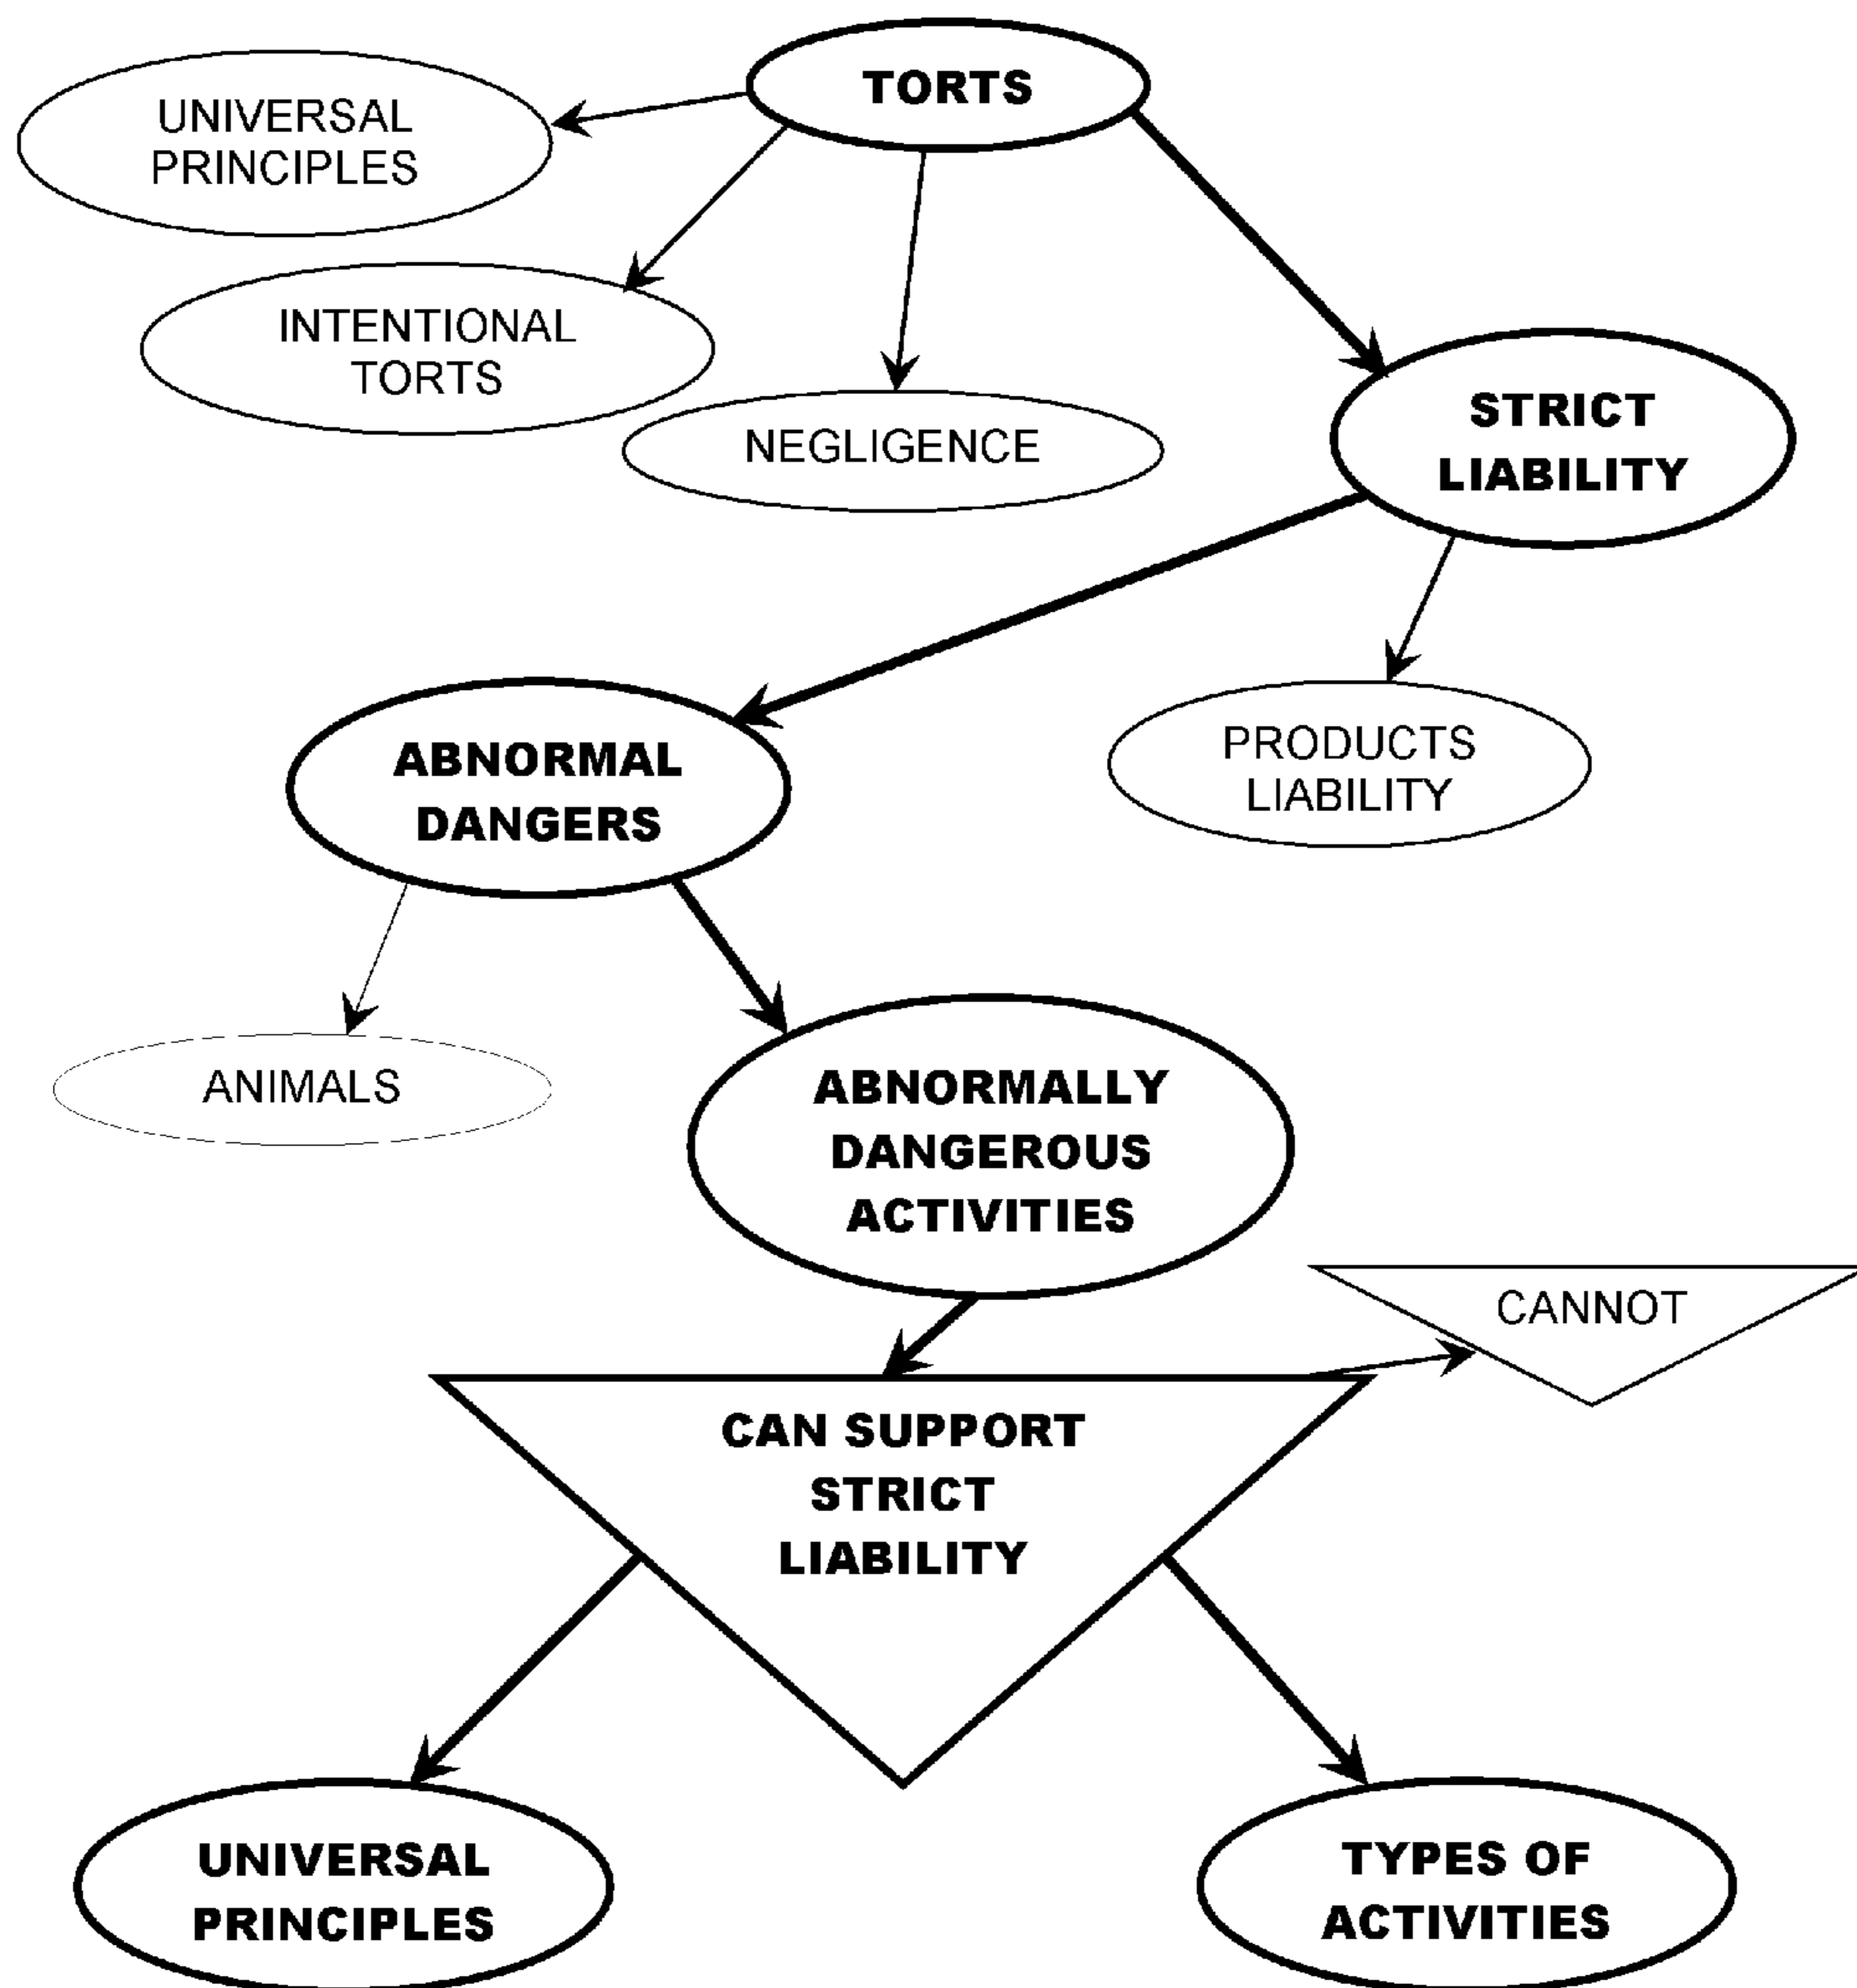 TORTS
UNIVERSAL
PRINCIPLES
INTENTIONAL
TORTS
NEGLIGENCE
STRICT
LIABILITY
ABNORMAL
DANGERS
PRODUCTS
LIABILITY
ANIMALS
ABNORMALLY
DANGEROUS
ACTIVITIES
CANNOT
CAN SUPPORT
STRICT
LIABILITY
UNIVERSAL
PRINCIPLES
TYPES OF
ACTIVITIES